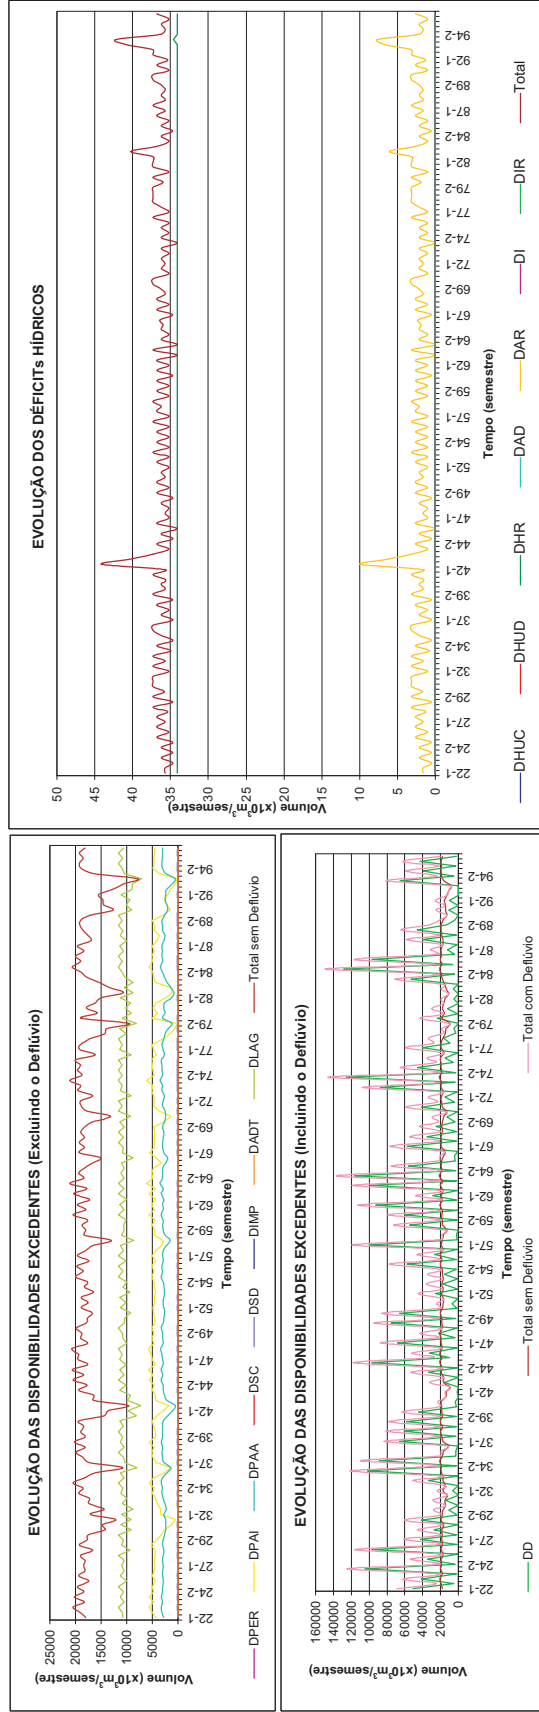 EVOLUÇÃO DAS DISPONIBILIDADES EXCEDENTES (Excluindo o Deflúvio)
Volume (x10³m³/semestre)
25000
20000
15000
10000
5000
0
22-1 24-2 27-1 29-2 32-1 34-2 37-1 39-2 42-1 44-2 47-1 49-2 52-1 54-2 57-1 59-2 62-1 64-2 67-1 69-2 72-1 74-2 77-1 79-2 82-1 84-2 87-1 89-2 92-1 94-2
Tempo (semestre)
DPER DPAI DPAA DSC DSD DIMP DADT DLAG Total sem Deflúvio
EVOLUÇÃO DAS DISPONIBILIDADES EXCEDENTES (Incluindo o Deflúvio)
Volume (x10³m³/semestre)
160000
140000
120000
100000
80000
60000
40000
20000
0
22-1 24-2 27-1 29-2 32-1 34-2 37-1 39-2 42-1 44-2 47-1 49-2 52-1 54-2 57-1 59-2 62-1 64-2 67-1 69-2 72-1 74-2 77-1 79-2 82-1 84-2 87-1 89-2 92-1 94-2
Tempo (semestre)
DD Total sem Deflúvio Total com Deflúvio
EVOLUÇÃO DOS DÉFICITs HÍDRICOS
Volume (x10³m³/semestre)
50
45
40
35
30
25
20
15
10
5
0
22-1 24-2 27-1 29-2 32-1 34-2 37-1 39-2 42-1 44-2 47-1 49-2 52-1 54-2 57-1 59-2 62-1 64-2 67-1 69-2 72-1 74-2 77-1 79-2 82-1 84-2 87-1 89-2 92-1 94-2
Tempo (semestre)
DHUC DHUD DHR DAD DAR DI DIR Total